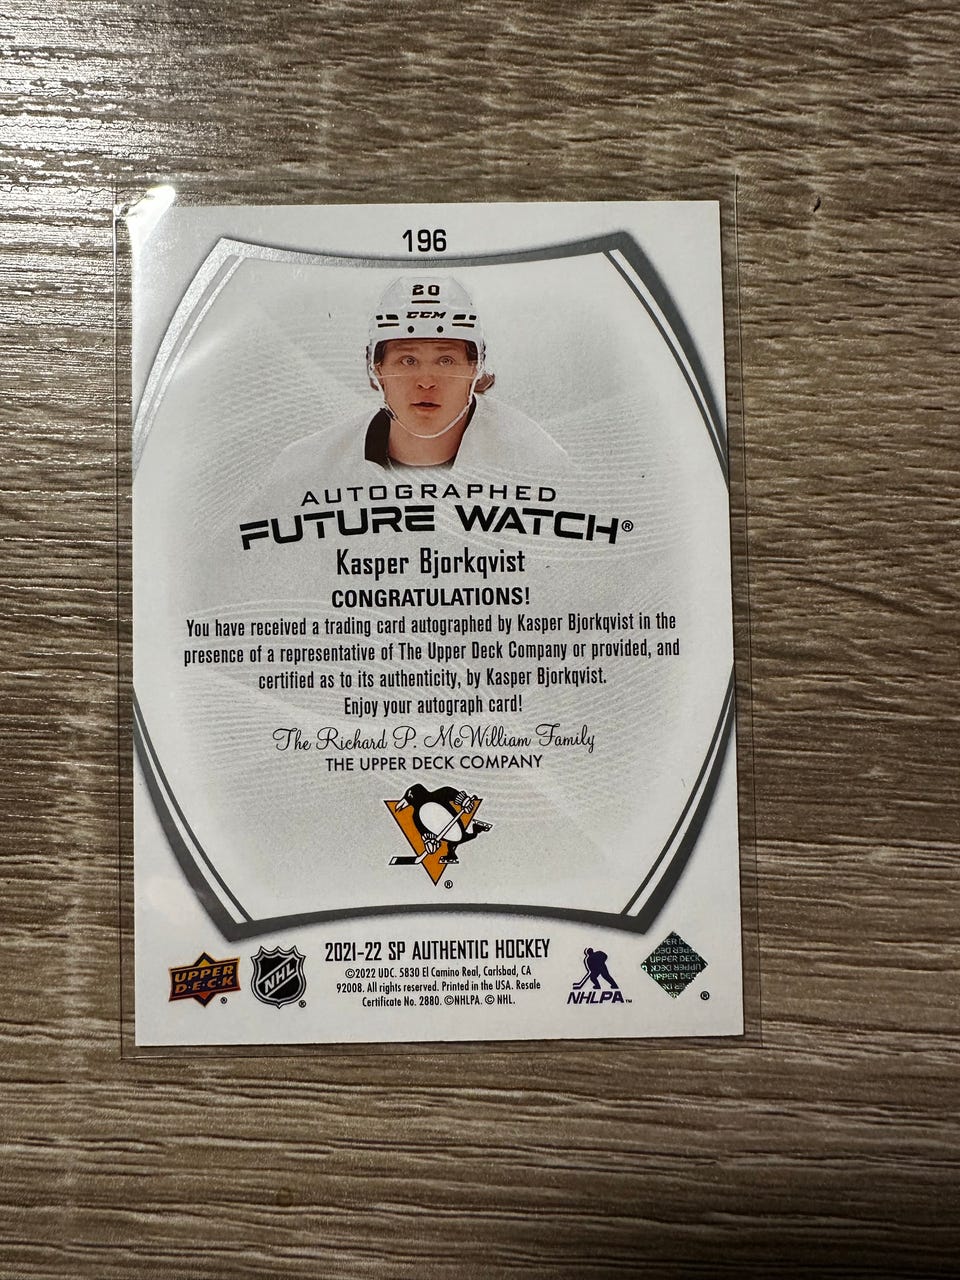 196
20
CCM
AUTOGRAPHED
FUTURE WATCH®
Kasper Bjorkqvist
CONGRATULATIONS!
You have received a trading card autographed by Kasper Bjorkqvist in the
presence of a representative of The Upper Deck Company or provided, and
certified as to its authenticity, by Kasper Bjorkqvist.
Enjoy your autograph card!
The Richard P. McWilliam Family
THE UPPER DECK COMPANY
®
2021-22 SP AUTHENTIC HOCKEY
©2022 UDC. 5830 El Camino Real, Carlsbad, CA
92008. All rights reserved. Printed in the USA. Resale
Certificate No. 2880. ©NHLPA. © NHL.
UPPER
D·E·C·K ®
NHL ®
NHLPA™
UPPER DECK
®